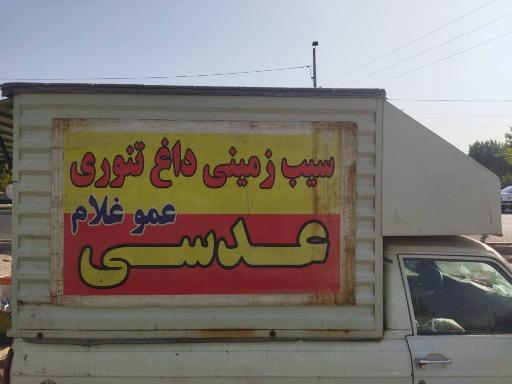 سیب زمینی داغ تنوری
عمو غلام
عدسی